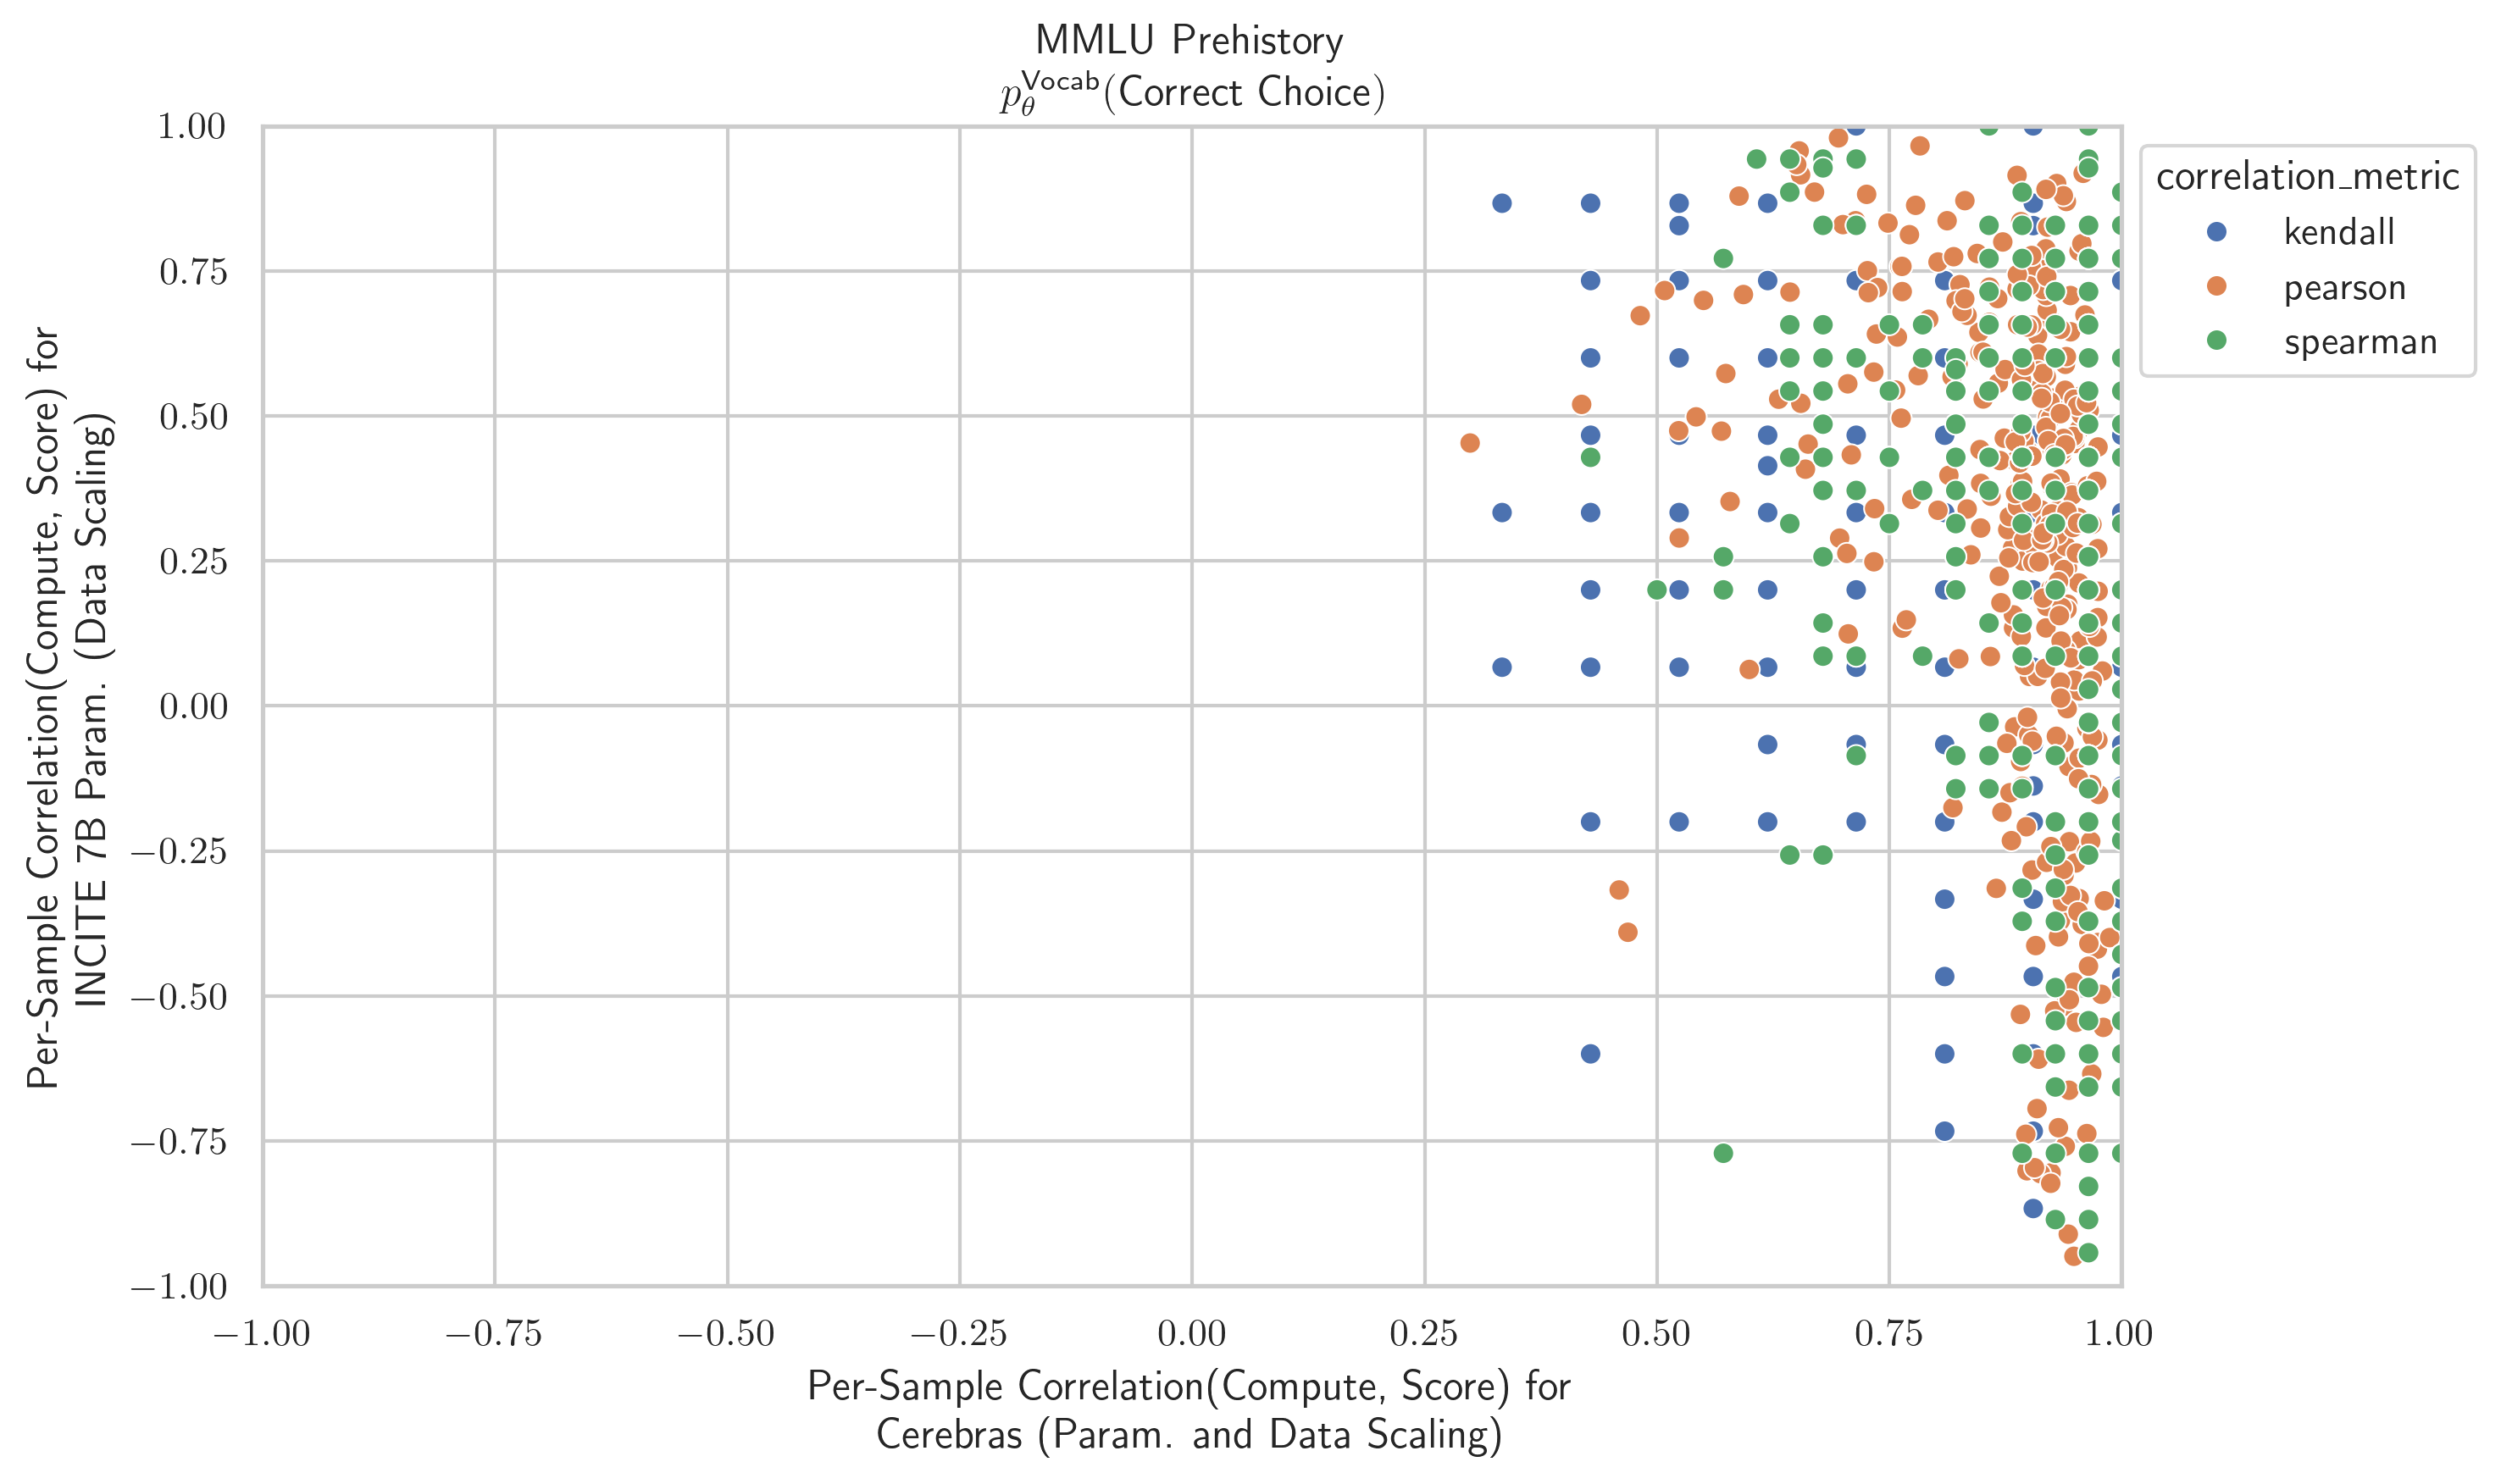 MMLU Prehistory
p_θ^Vocab(Correct Choice)
Per-Sample Correlation(Compute, Score) for
INCITE 7B Param. (Data Scaling)
1.00
0.75
0.50
0.25
0.00
−0.25
−0.50
−0.75
−1.00
−1.00 −0.75 −0.50 −0.25 0.00 0.25 0.50 0.75 1.00
Per-Sample Correlation(Compute, Score) for
Cerebras (Param. and Data Scaling)
correlation_metric
kendall
pearson
spearman